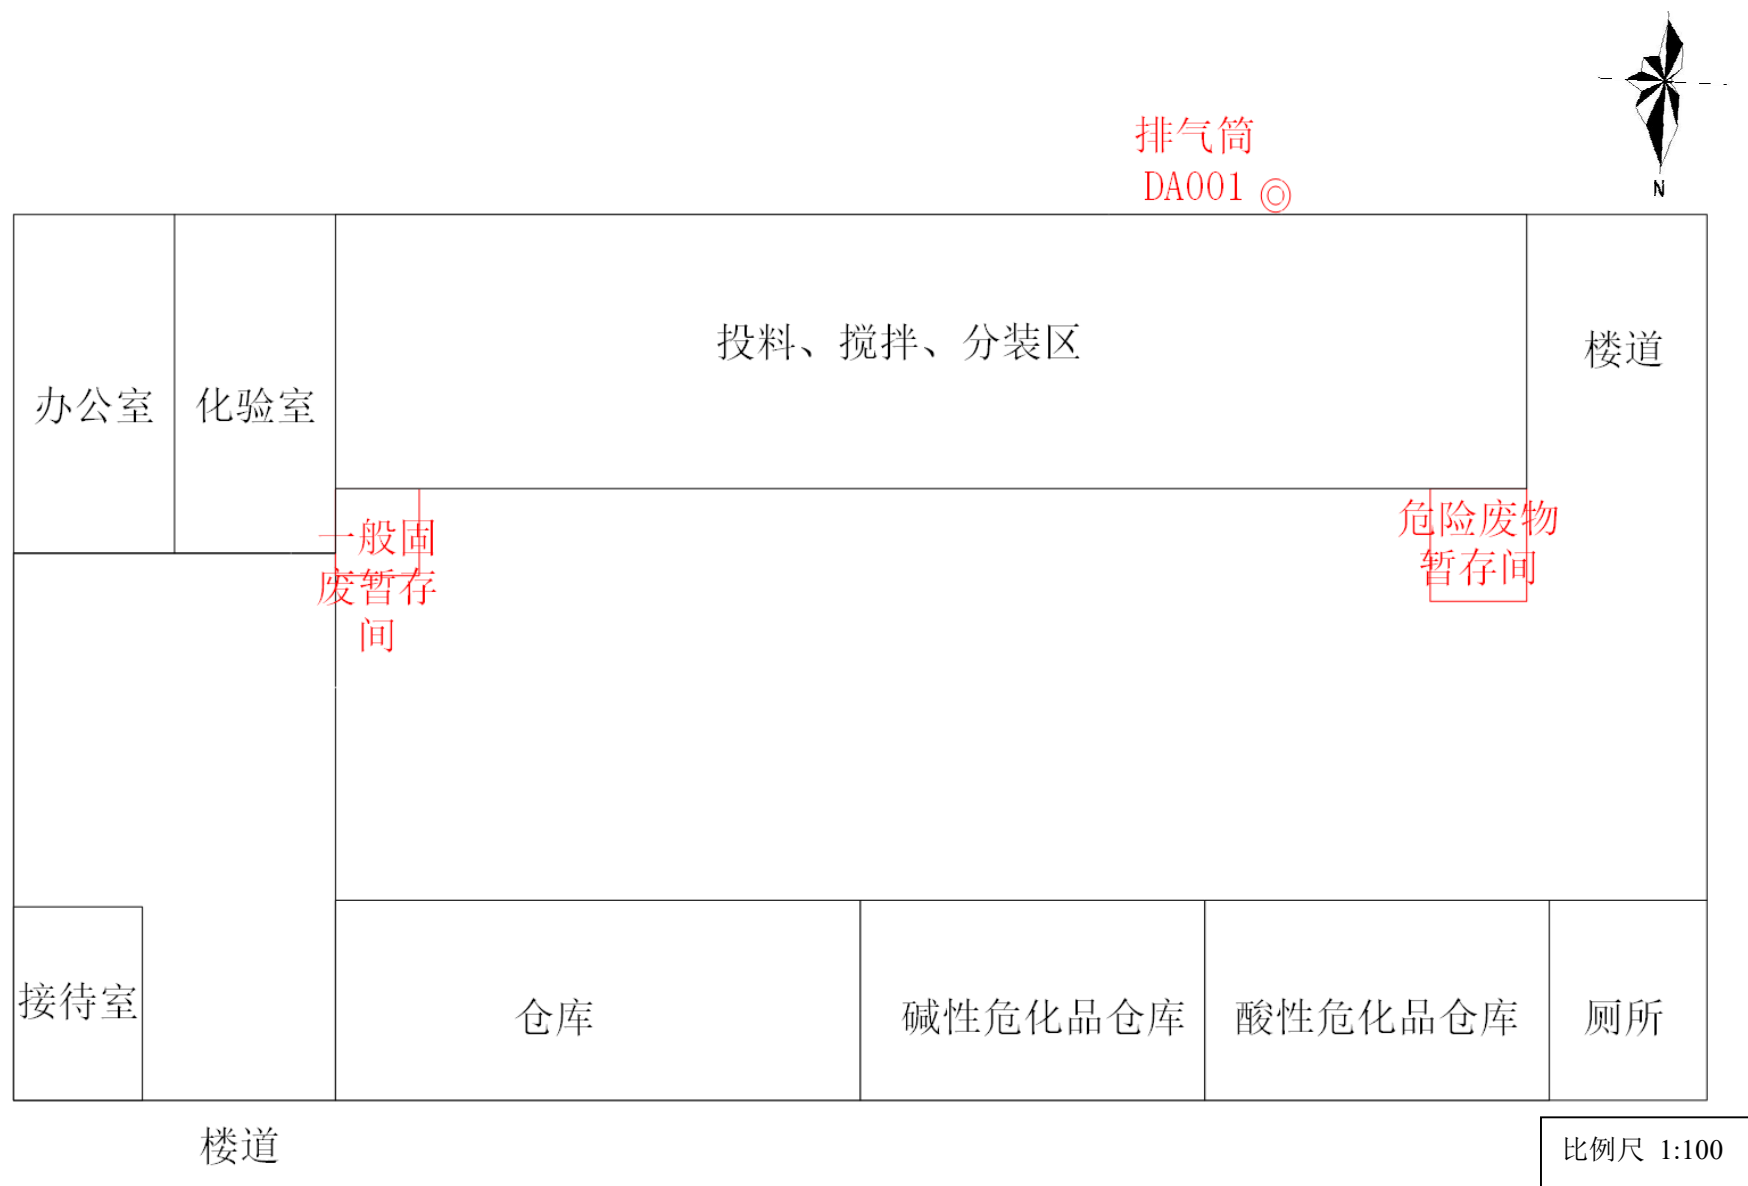 排气筒
DA001
N
投料、搅拌、分装区
楼道
办公室
化验室
一般固
废暂存
间
危险废物
暂存间
接待室
仓库
碱性危化品仓库
酸性危化品仓库
厕所
楼道
比例尺 1:100